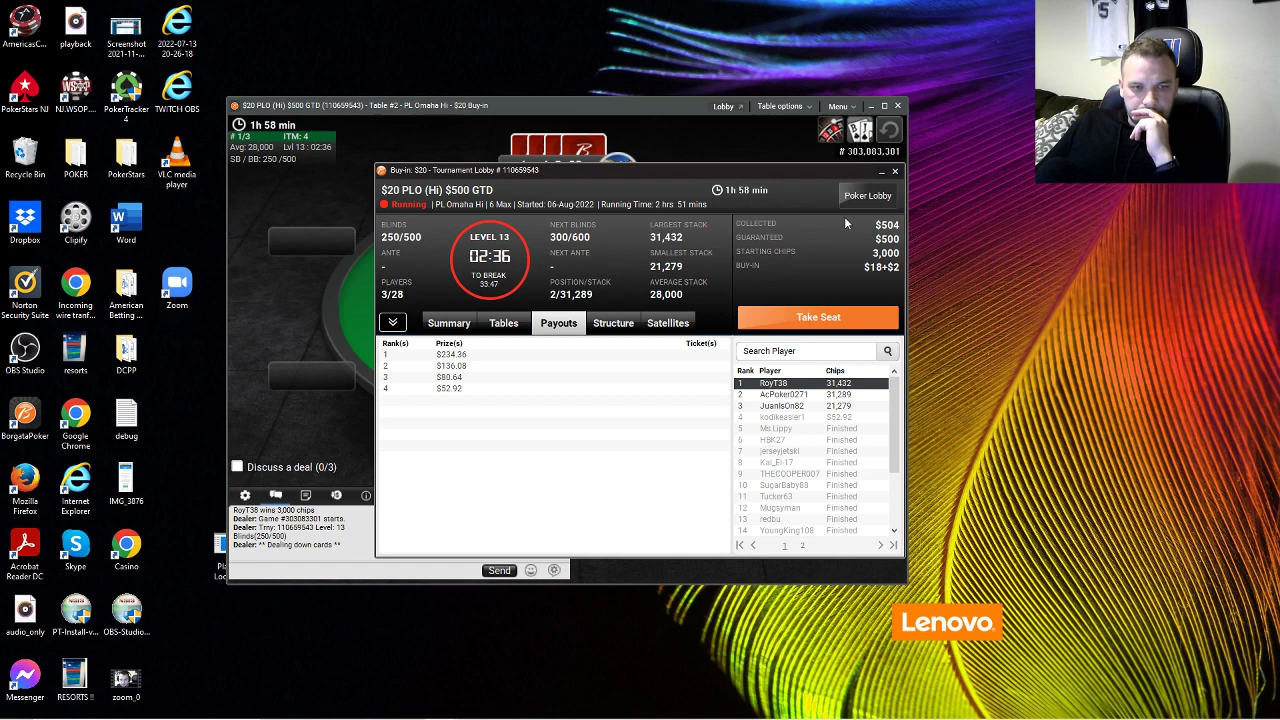 AmericasC...
playback
Screenshot
2021-11-...
2022-07-13
20-26-18
PokerStars NJ
NJ.WSOP....
PokerTracker
4
TWITCH OBS
Recycle Bin
POKER
PokerStars
VLC media
player
Dropbox
Clipify
Word
Norton
Security Suite
Incoming
wire tranf...
American
Betting ...
Zoom
OBS Studio
resorts
DCPP
BorgataPoker
Google
Chrome
debug
Mozilla
Firefox
Internet
Explorer
IMG_3876
Acrobat
Reader DC
Skype
Casino
audio_only
PT-Install-v...
OBS-Studio...
Messenger
RESORTS !!
zoom_0
$20 PLO (Hi) $500 GTD (110659543) - Table #2 - PL Omaha Hi - $20 Buy-in
Lobby
Table options
Menu
1h 58 min
# 1/3 ITM: 4
Avg: 28,000 Lvl 13 : 02:36
SB / BB: 250 /500
# 303,083,301
Buy-in: $20 - Tournament Lobby # 110659543
$20 PLO (Hi) $500 GTD
1h 58 min
Poker Lobby
Running | PL Omaha Hi | 6 Max | Started: 06-Aug-2022 | Running Time: 2 hrs 51 mins
BLINDS
250/500
ANTE
-
PLAYERS
3/28
LEVEL 13
02:36
TO BREAK
33:47
NEXT BLINDS
300/600
NEXT ANTE
-
POSITION/STACK
2/31,289
LARGEST STACK
31,432
SMALLEST STACK
21,279
AVERAGE STACK
28,000
COLLECTED $504
GUARANTEED $500
STARTING CHIPS 3,000
BUY-IN $18+$2
Take Seat
Summary Tables Payouts Structure Satellites
Rank(s) Prize(s) Ticket(s)
1 $234.36
2 $136.08
3 $80.64
4 $52.92
Search Player
Rank Player Chips
1 RoyT38 31,432
2 AcPoker0271 31,289
3 JuanIsOn82 21,279
4 kodikeasler1 $52.92
5 Ms.Lippy Finished
6 HBK27 Finished
7 jerseyjetski Finished
8 Kal_El-17 Finished
9 THECOOPER007 Finished
10 SugarBaby88 Finished
11 Tucker63 Finished
12 Mugsyman Finished
13 redbu Finished
14 YoungKing108 Finished
1 2
Discuss a deal (0/3)
RoyT38 wins 3,000 chips
Dealer: Game #303083301 starts.
Dealer: Trny: 110659543 Level: 13
Blinds(250/500)
Dealer: ** Dealing down cards **
Send
Lenovo